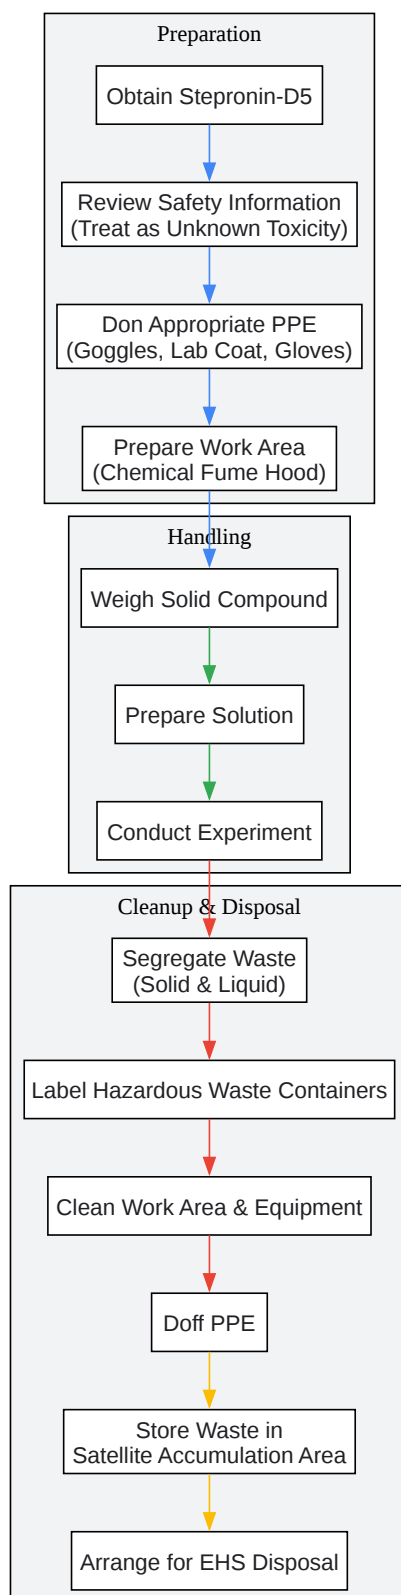 Preparation
Obtain Stepronin-D5
Review Safety Information
(Treat as Unknown Toxicity)
Don Appropriate PPE
(Goggles, Lab Coat, Gloves)
Prepare Work Area
(Chemical Fume Hood)
Handling
Weigh Solid Compound
Prepare Solution
Conduct Experiment
Cleanup & Disposal
Segregate Waste
(Solid & Liquid)
Label Hazardous Waste Containers
Clean Work Area & Equipment
Doff PPE
Store Waste in
Satellite Accumulation Area
Arrange for EHS Disposal